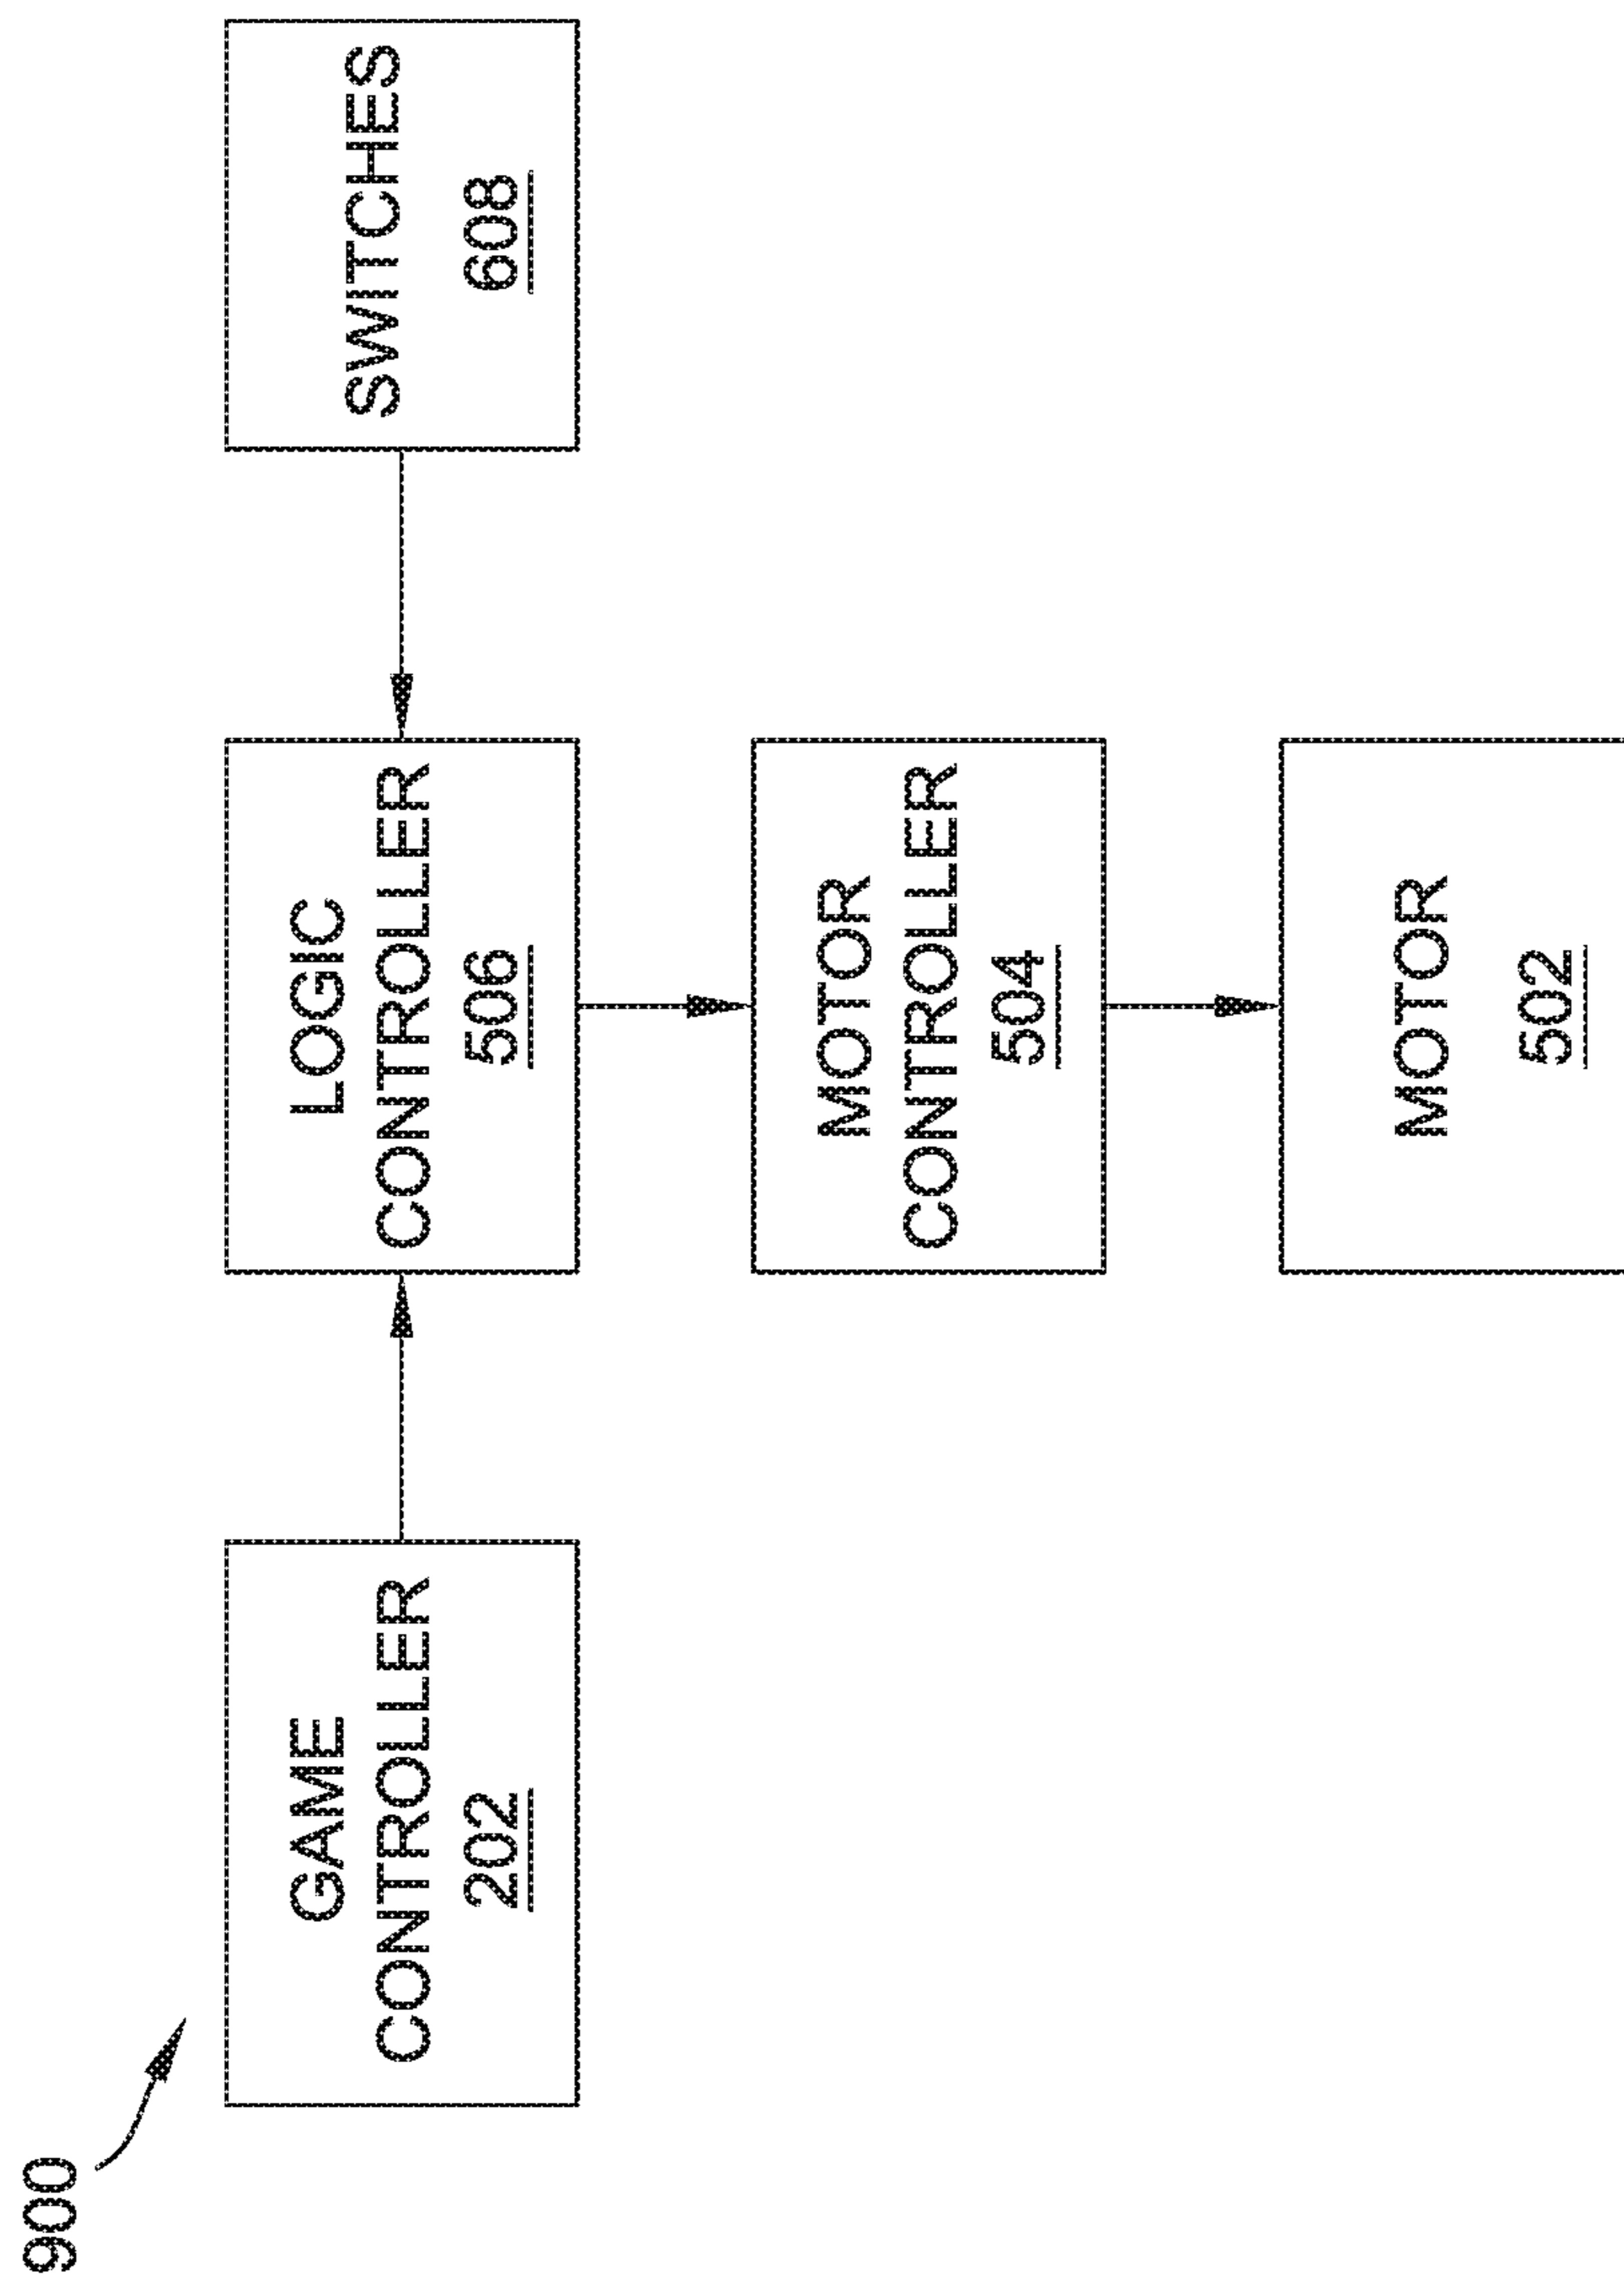 900
GAME
CONTROLLER
202
LOGIC
CONTROLLER
506
SWITCHES
608
MOTOR
CONTROLLER
504
MOTOR
502